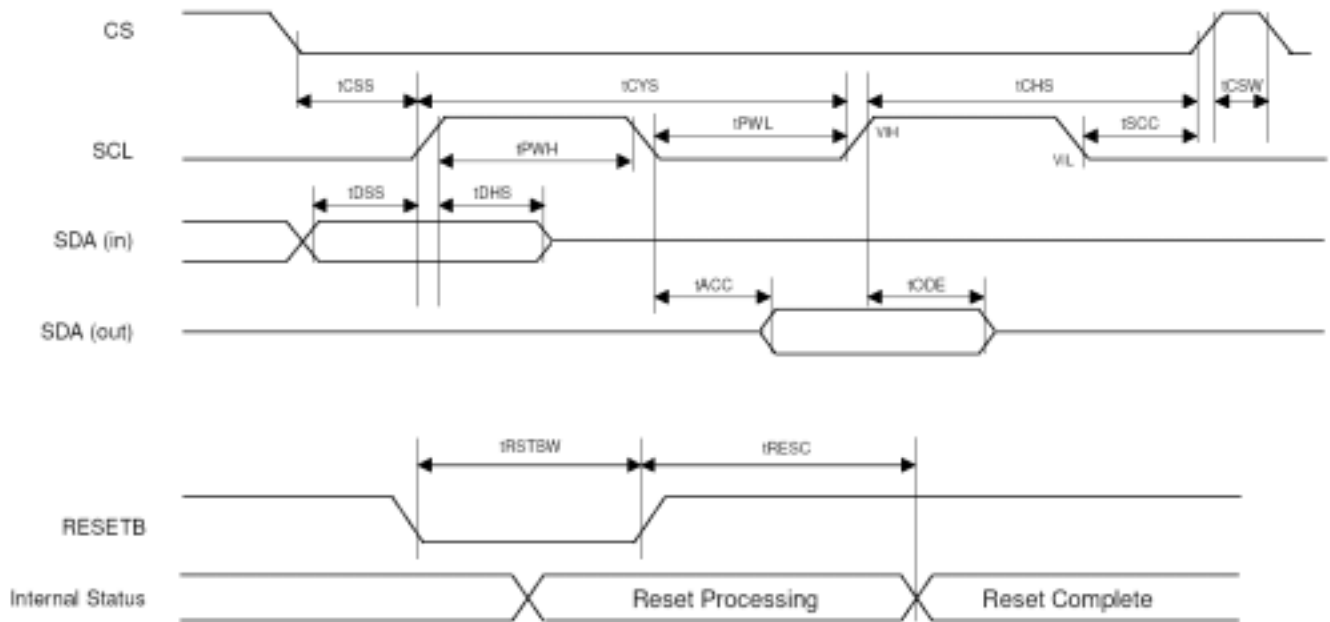 CS
tCSS
tCYS
tCHS
tCSW
SCL
tPWH
tPWL
VIH
tSCC
VIL
tDSS
tDHS
SDA (in)
tACC
tODE
SDA (out)
tRSTBW
tRESC
RESETB
Internal Status
Reset Processing
Reset Complete